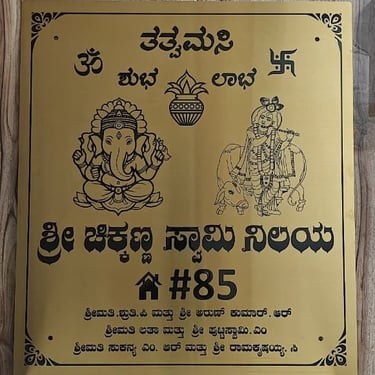 ತತ್ವಮಸಿ
ಶುಭ ಲಾಭ
ಶ್ರೀ ಚಿಕ್ಕಣ್ಣ ಸ್ವಾಮಿ ನಿಲಯ
#85
ಶ್ರೀಮತಿ.ಶ್ರುತಿ.ಪಿ ಮತ್ತು ಶ್ರೀ ಅರುಣ್ ಕುಮಾರ್. ಆರ್
ಶ್ರೀಮತಿ ಲತಾ ಮತ್ತು ಶ್ರೀ ಪುಟ್ಟಸ್ವಾಮಿ.ಎಂ
ಶ್ರೀಮತಿ ಸುಕನ್ಯ ಎಂ. ಆರ್ ಮತ್ತು ಶ್ರೀ ರಾಮಕೃಷ್ಣಯ್ಯ. ಸಿ